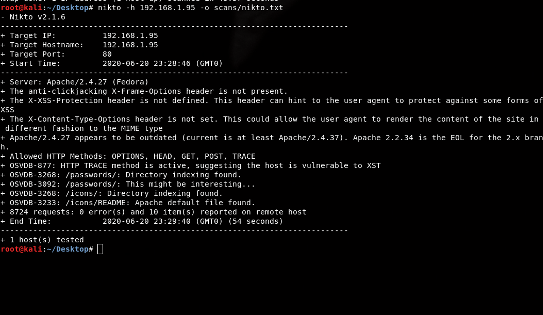 root@kali:~/Desktop# nikto -h 192.168.1.95 -o scans/nikto.txt
- Nikto v2.1.6
---------------------------------------------------------------------------
+ Target IP:          192.168.1.95
+ Target Hostname:    192.168.1.95
+ Target Port:        80
+ Start Time:         2020-06-20 23:28:46 (GMT0)
---------------------------------------------------------------------------
+ Server: Apache/2.4.27 (Fedora)
+ The anti-clickjacking X-Frame-Options header is not present.
+ The X-XSS-Protection header is not defined. This header can hint to the user agent to protect against some forms of
XSS
+ The X-Content-Type-Options header is not set. This could allow the user agent to render the content of the site in a
different fashion to the MIME type
+ Apache/2.4.27 appears to be outdated (current is at least Apache/2.4.37). Apache 2.2.34 is the EOL for the 2.x branc
h.
+ Allowed HTTP Methods: OPTIONS, HEAD, GET, POST, TRACE
+ OSVDB-877: HTTP TRACE method is active, suggesting the host is vulnerable to XST
+ OSVDB-3268: /passwords/: Directory indexing found.
+ OSVDB-3092: /passwords/: This might be interesting...
+ OSVDB-3268: /icons/: Directory indexing found.
+ OSVDB-3233: /icons/README: Apache default file found.
+ 8724 requests: 0 error(s) and 10 item(s) reported on remote host
+ End Time:           2020-06-20 23:29:40 (GMT0) (54 seconds)
---------------------------------------------------------------------------
+ 1 host(s) tested
root@kali:~/Desktop#